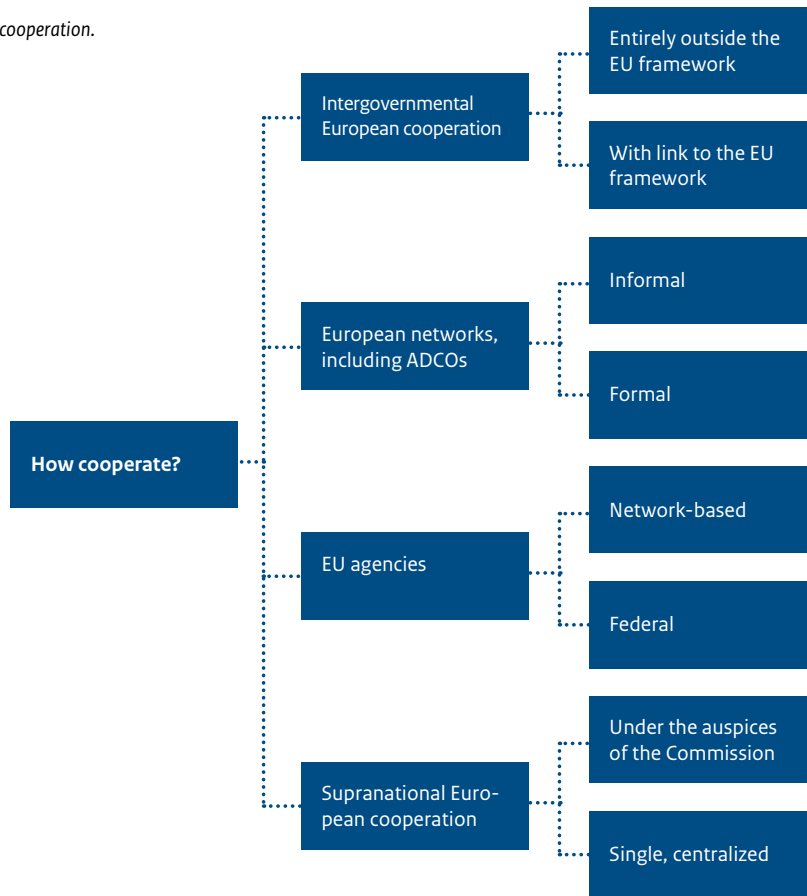 cooperation.
Entirely outside the
EU framework
Intergovernmental
European cooperation
With link to the EU
framework
Informal
European networks,
including ADCOs
Formal
How cooperate?
Network-based
EU agencies
Federal
Under the auspices
of the Commission
Supranational Euro-
pean cooperation
Single, centralized